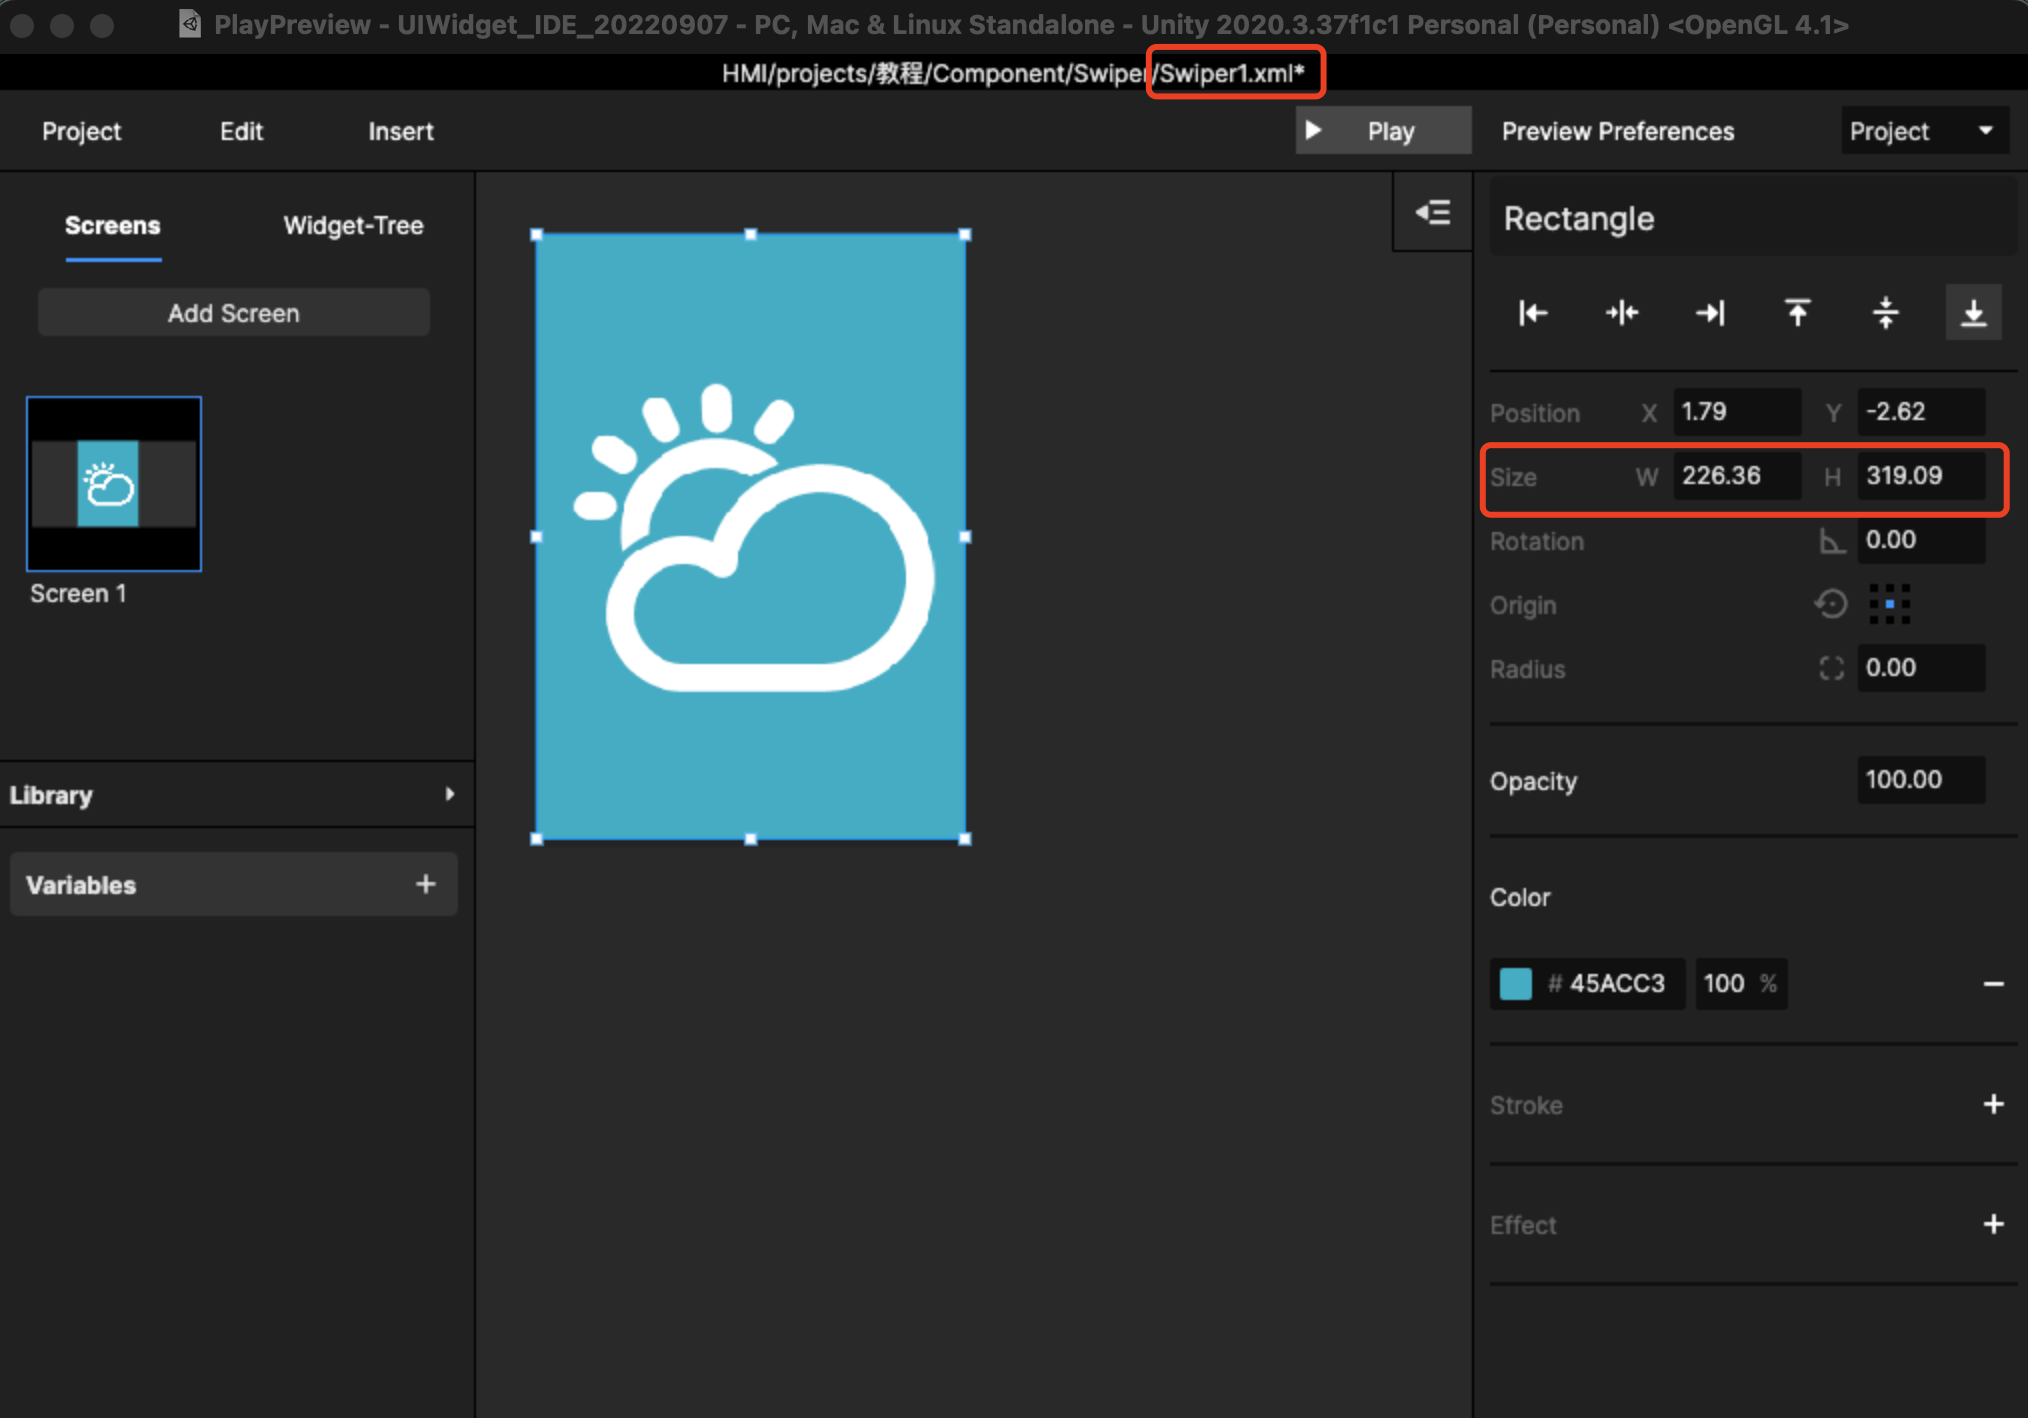 PlayPreview - UIWidget_IDE_20220907 - PC, Mac & Linux Standalone - Unity 2020.3.37f1c1 Personal (Personal) <OpenGL 4.1>
HMI/projects/教程/Component/Swiper/Swiper1.xml*
Project Edit Insert Play Preview Preferences Project
Screens Widget-Tree
Add Screen
Screen 1
Library
Variables +
Rectangle
Position X 1.79 Y -2.62
Size W 226.36 H 319.09
Rotation 0.00
Origin
Radius 0.00
Opacity 100.00
Color
# 45ACC3 100 %
Stroke +
Effect +